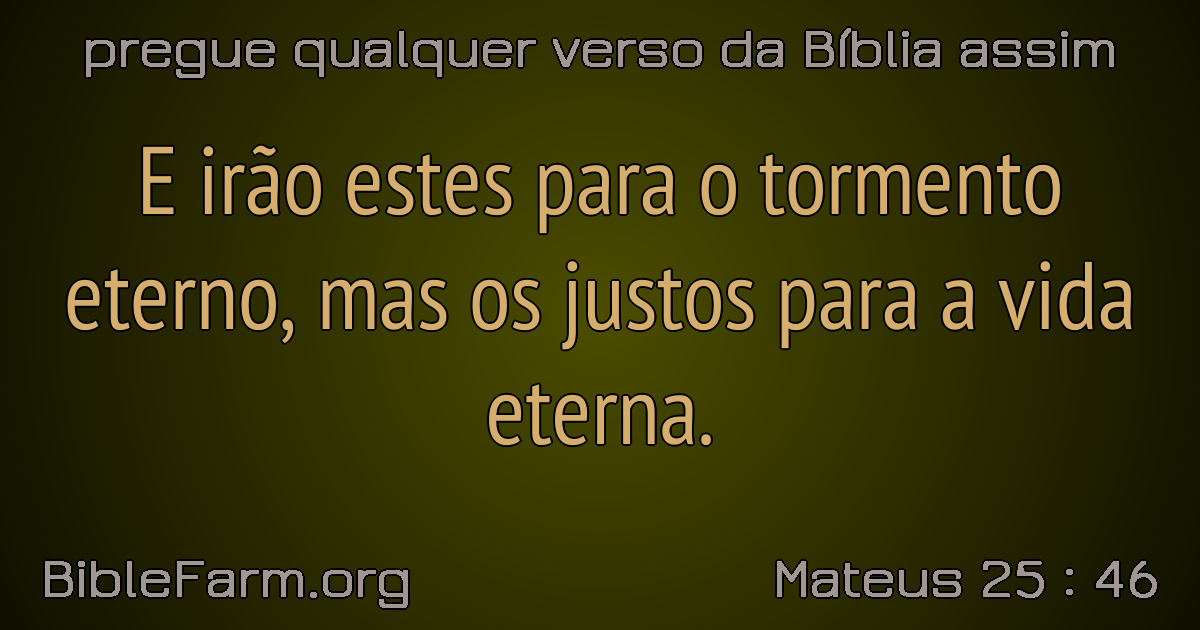 pregue qualquer verso da Bíblia assim
E irão estes para o tormento
eterno, mas os justos para a vida
eterna.
BibleFarm.org
Mateus 25 : 46